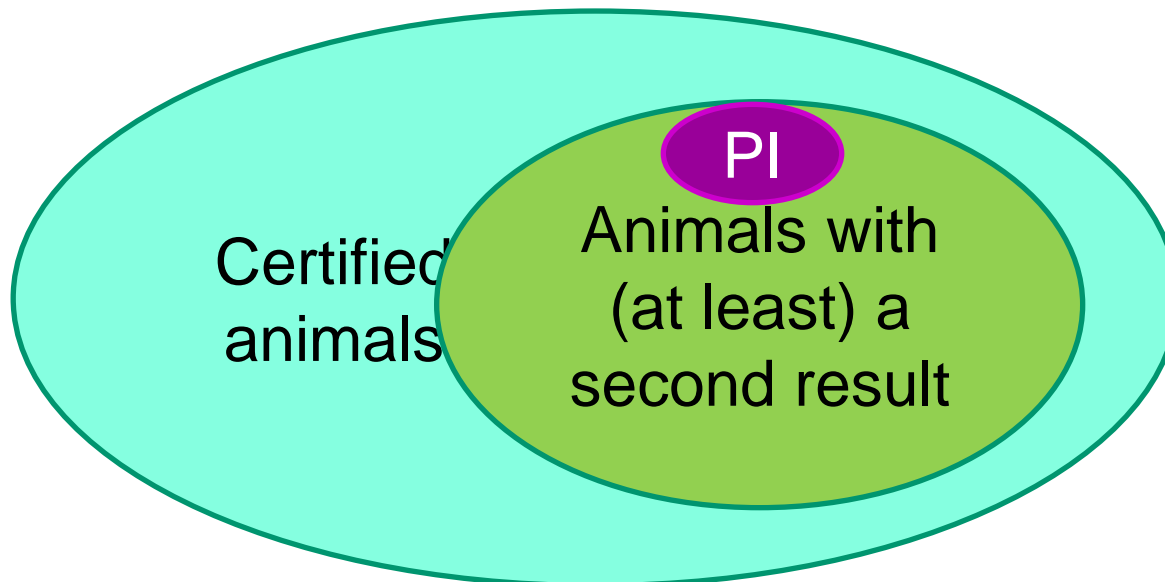 PI
Certified
animals
Animals with
(at least) a
second result